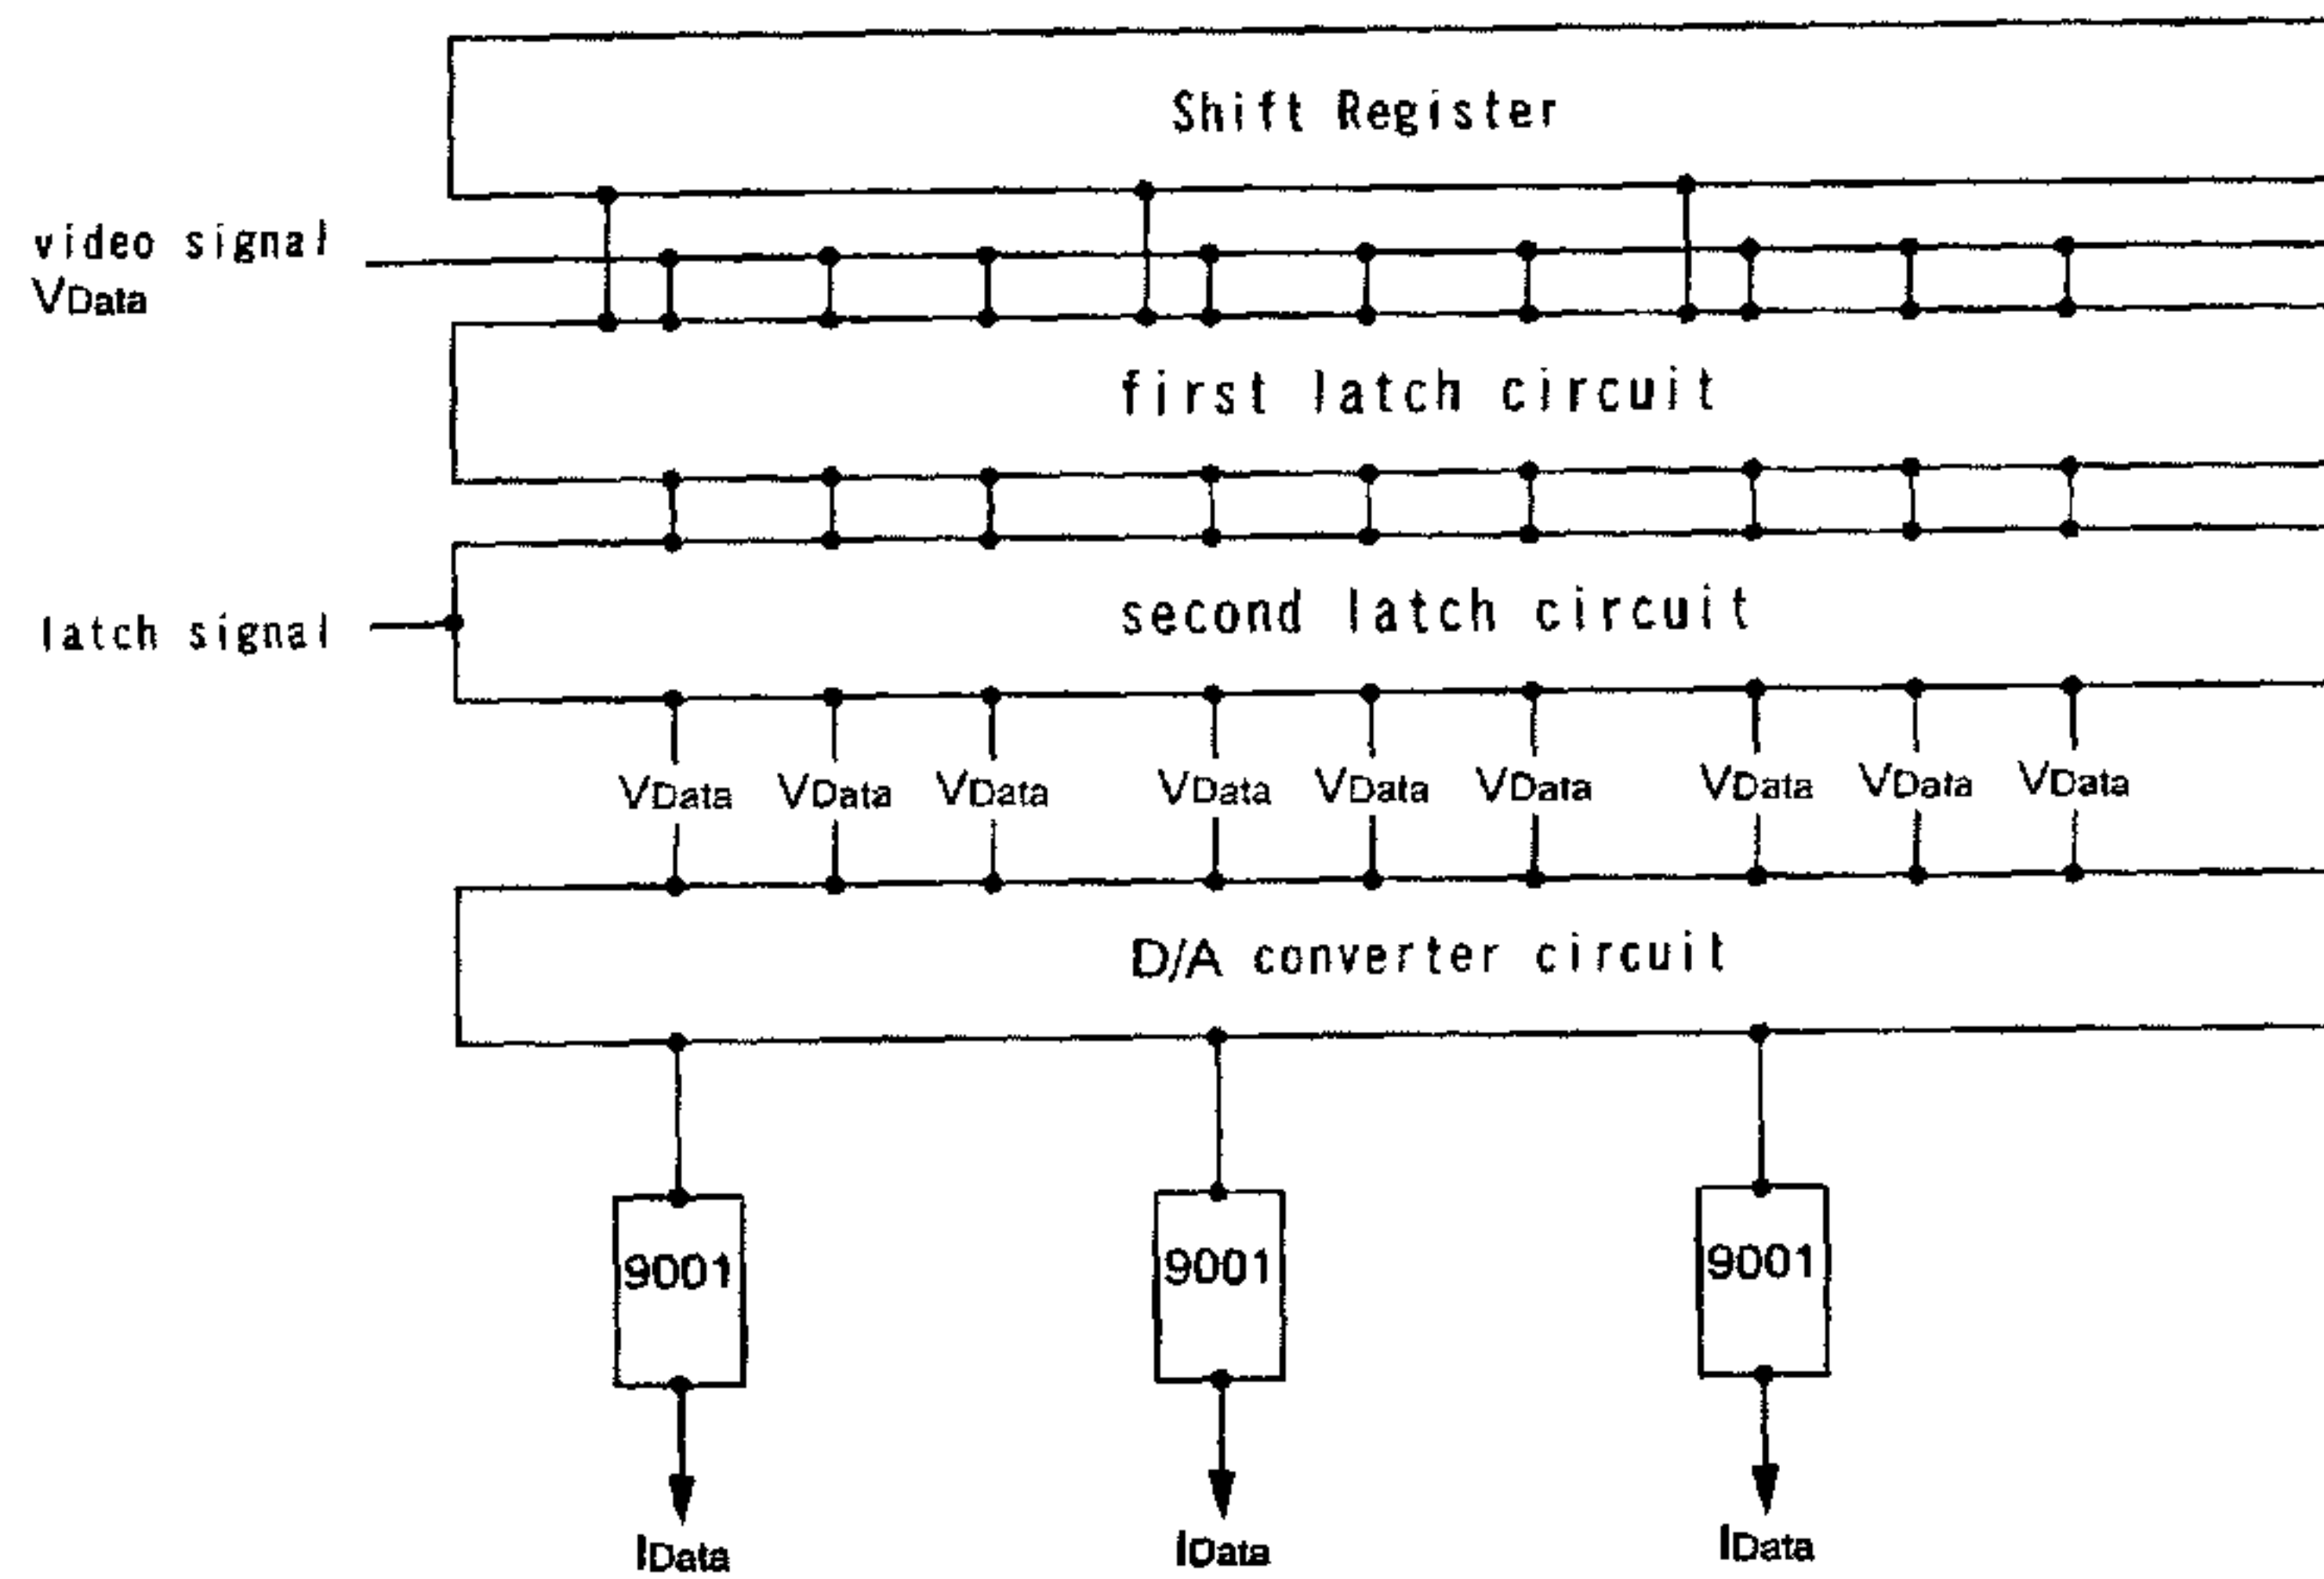 Shift Register
video signal
VData
first latch circuit
second latch circuit
latch signal
VData VData VData VData VData VData VData VData VData
D/A converter circuit
9001 9001 9001
IData IData IData